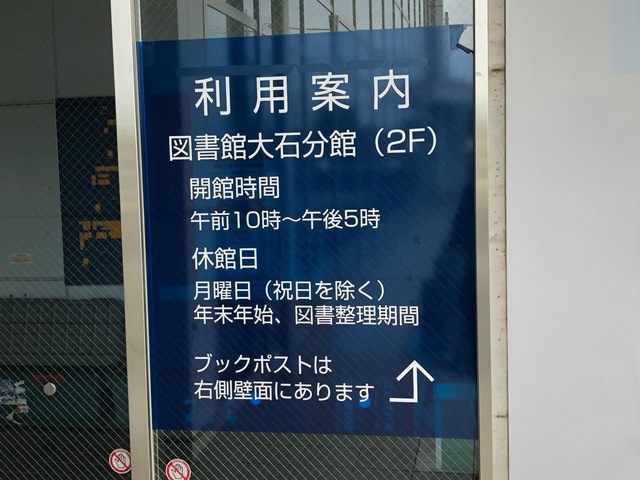 利用案内
図書館大石分館（2F）
開館時間
午前10時～午後5時
休館日
月曜日（祝日を除く）
年末年始、図書整理期間
ブックポストは
右側壁面にあります